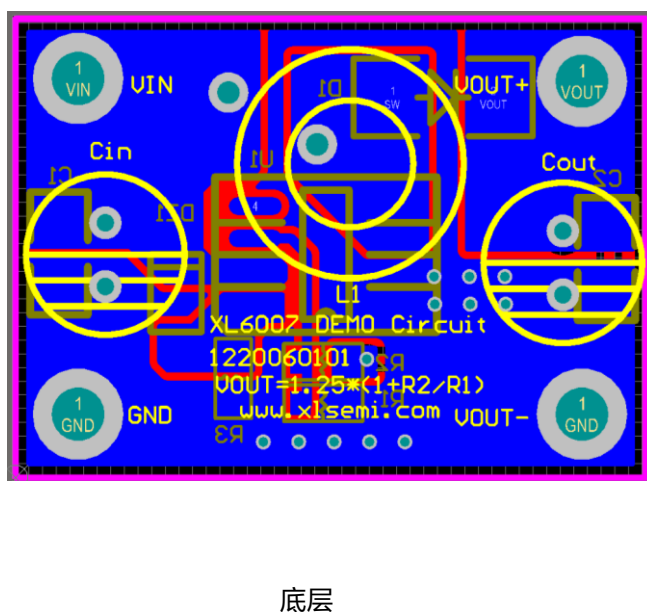 1
VIN
VIN
D1
1
SW
VOUT+
VOUT
1
VOUT
Cin
U1
Cout
C1
C2
DZ1
4
L1
XL6007 DEMO Circuit
1220060101
R2
VOUT=1.25*(1+R2/R1)
R1
www.xlsemi.com
1
GND
GND
R3
VOUT-
1
GND
底层